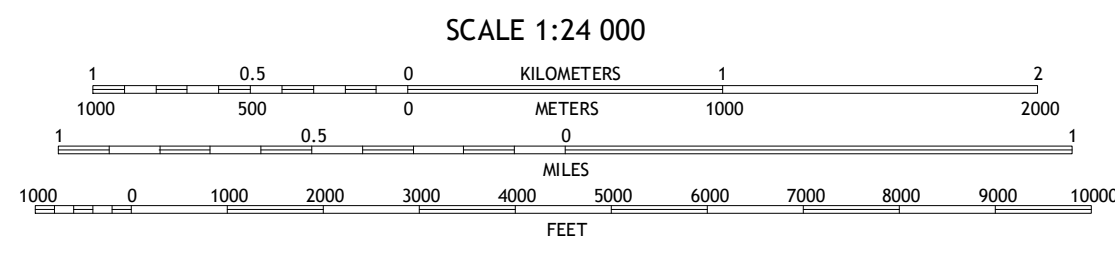 SCALE 1:24 000
1 0.5 0 KILOMETERS 1 2
1000 500 0 METERS 1000 2000
1 0.5 0 1
MILES
1000 0 1000 2000 3000 4000 5000 6000 7000 8000 9000 10000
FEET